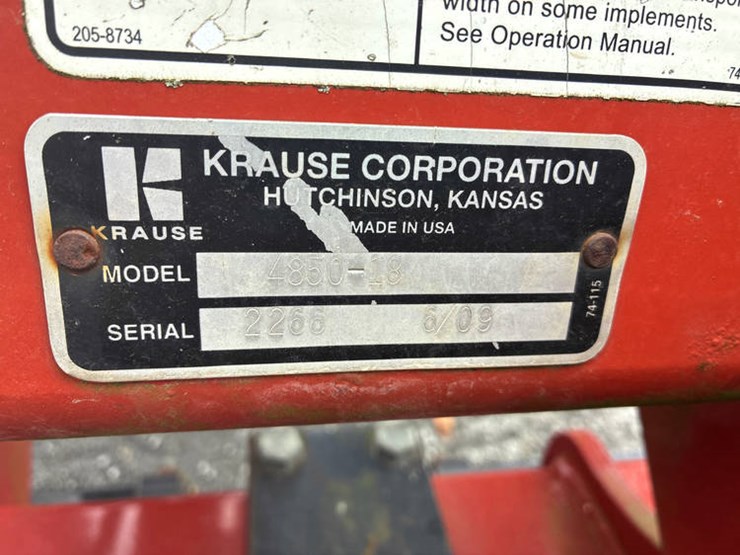 205-8734
width on some implements.
See Operation Manual.
KRAUSE CORPORATION
HUTCHINSON, KANSAS
MADE IN USA
KRAUSE
MODEL 4850-18
SERIAL 2266 6/09
74-115